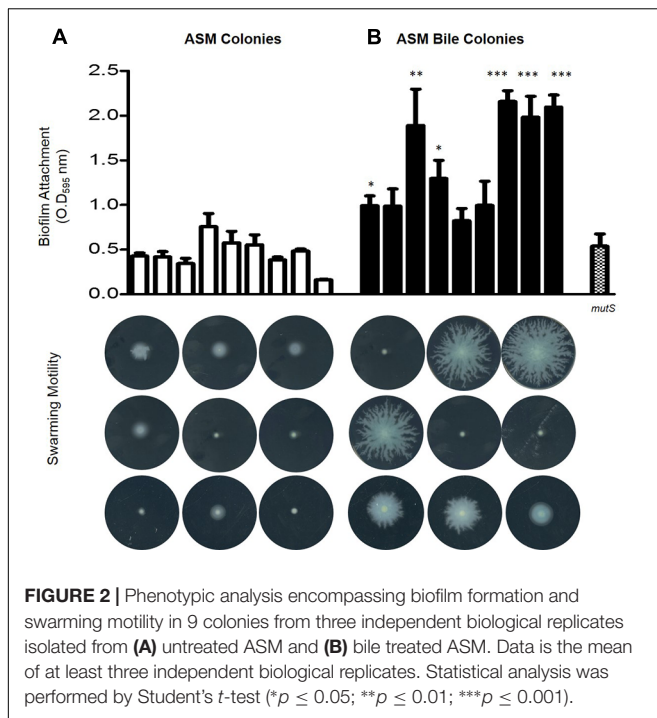 A ASM Colonies B ASM Bile Colonies
Biofilm Attachment
(O.D595 nm)
2.5
2.0
1.5
1.0
0.5
0.0
* ** * *** *** ***
mutS
Swarming Motility
FIGURE 2 | Phenotypic analysis encompassing biofilm formation and
swarming motility in 9 colonies from three independent biological replicates
isolated from (A) untreated ASM and (B) bile treated ASM. Data is the mean
of at least three independent biological replicates. Statistical analysis was
performed by Student's t-test (*p ≤ 0.05; **p ≤ 0.01; ***p ≤ 0.001).